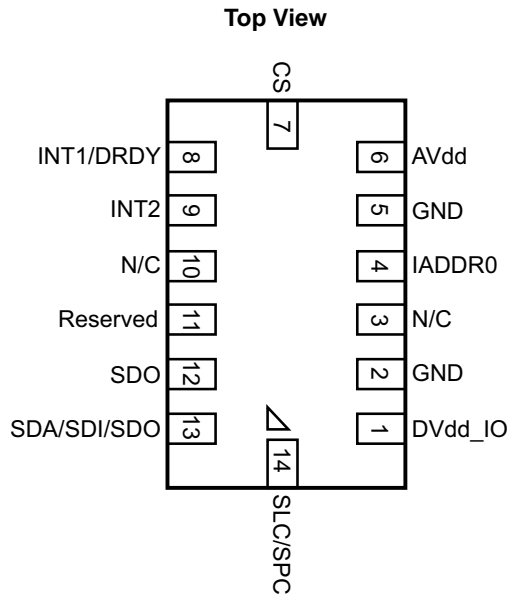 Top View
CS
7
INT1/DRDY 8 6 AVdd
INT2 9 5 GND
N/C 10 4 IADDR0
Reserved 11 3 N/C
SDO 12 2 GND
SDA/SDI/SDO 13 1 DVdd_IO
14
SLC/SPC